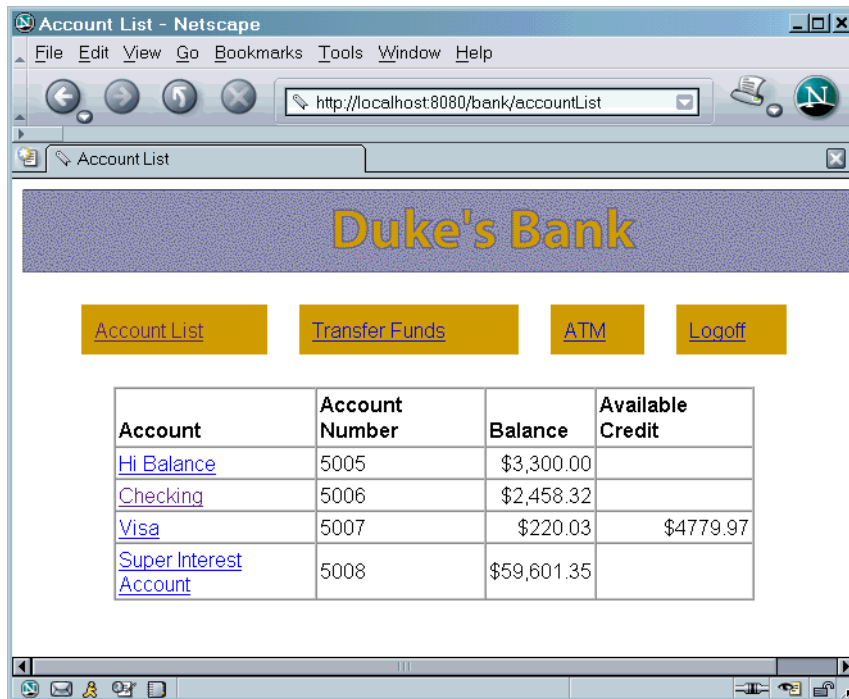 Account List - Netscape
File Edit View Go Bookmarks Tools Window Help
http://localhost:8080/bank/accountList
N
Account List
Duke's Bank
Account List Transfer Funds ATM Logoff
Account Account Number Balance Available Credit
Hi Balance 5005 $3,300.00
Checking 5006 $2,458.32
Visa 5007 $220.03 $4779.97
Super Interest Account 5008 $59,601.35